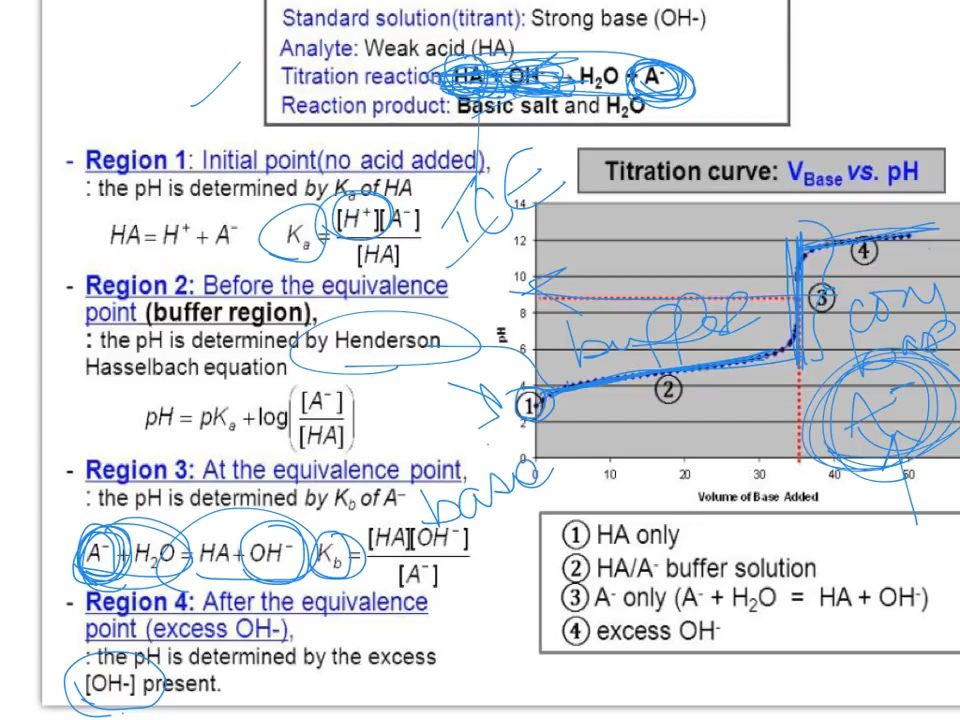 Standard solution(titrant): Strong base (OH-)
Analyte: Weak acid (HA)
Titration reaction: HA + OH⁻ → H₂O + A⁻
Reaction product: Basic salt and H₂O
- Region 1: Initial point(no acid added),
: the pH is determined by Kₐ of HA
HA = H⁺ + A⁻ Kₐ = [H⁺][A⁻] / [HA]
- Region 2: Before the equivalence
point (buffer region),
: the pH is determined by Henderson
Hasselbach equation
pH = pKₐ + log([A⁻] / [HA])
- Region 3: At the equivalence point,
: the pH is determined by K_b of A⁻
A⁻ + H₂O = HA + OH⁻ K_b = [HA][OH⁻] / [A⁻]
- Region 4: After the equivalence
point (excess OH-),
: the pH is determined by the excess
[OH-] present.
ICE
base
Titration curve: V_Base vs. pH
pH
14
12
10
8
6
4
2
0
0 10 20 30 40 50
Volume of Base Added
① ② ③ ④
buffer
conj
base
A⁻
① HA only
② HA/A⁻ buffer solution
③ A⁻ only (A⁻ + H₂O = HA + OH⁻)
④ excess OH⁻